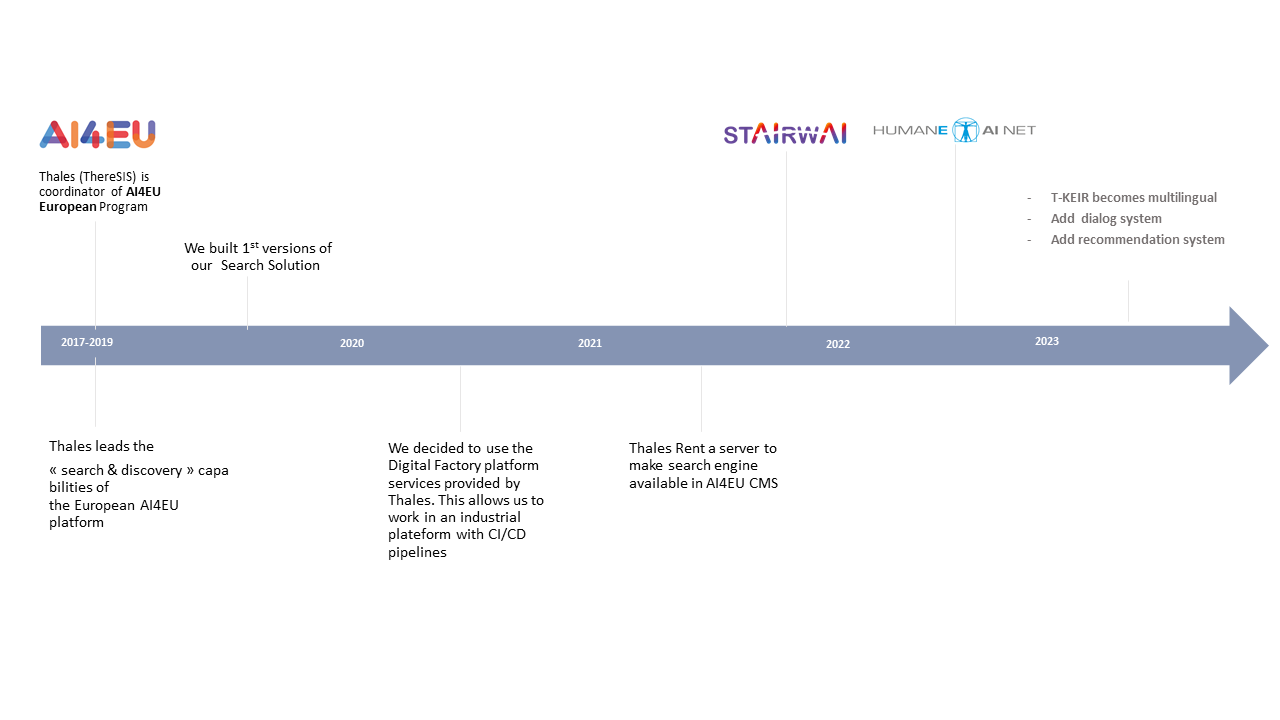 AI4EU
Thales (ThereSIS) is
coordinator of AI4EU
European Program
We built 1st versions of
our Search Solution
STAIRWAI
HUMANE AI NET
- T-KEIR becomes multilingual
- Add dialog system
- Add recommendation system
2017-2019
2020
2021
2022
2023
Thales leads the
« search & discovery » capa
bilities of
the European AI4EU
platform
We decided to use the
Digital Factory platform
services provided by
Thales. This allows us to
work in an industrial
plateform with CI/CD
pipelines
Thales Rent a server to
make search engine
available in AI4EU CMS